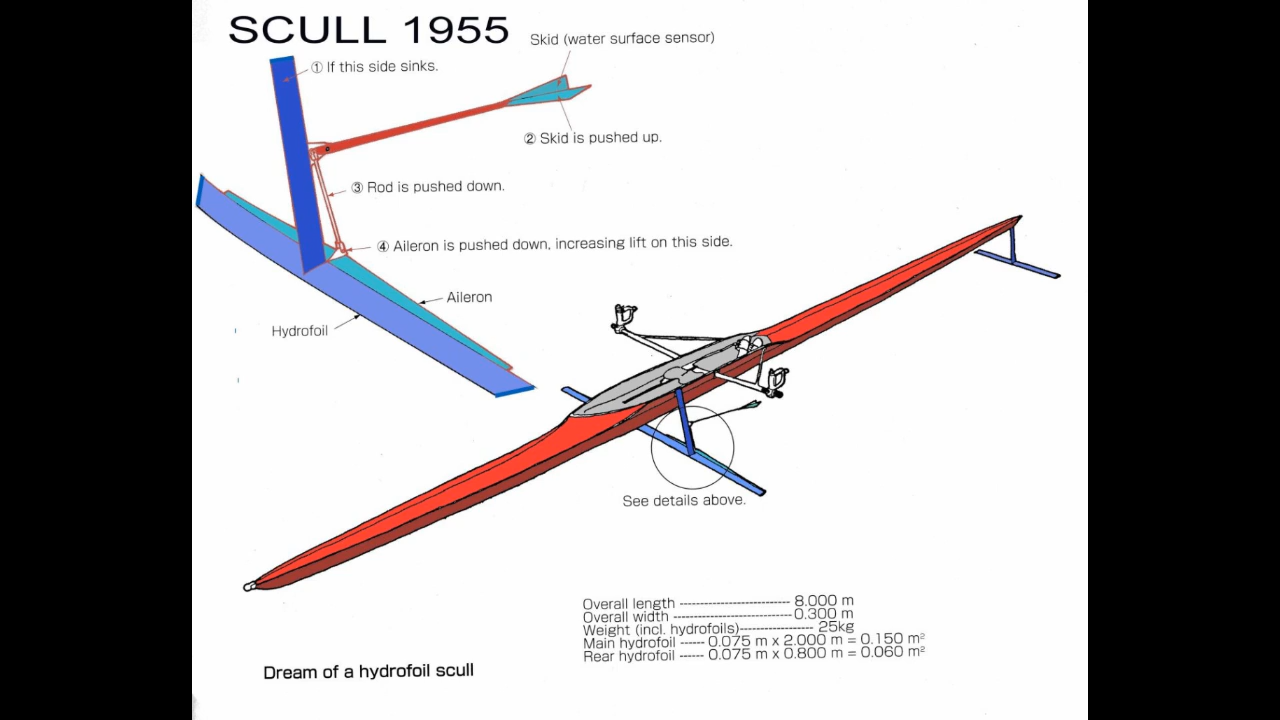 SCULL 1955
Skid (water surface sensor)
① If this side sinks.
② Skid is pushed up.
③ Rod is pushed down.
④ Aileron is pushed down, increasing lift on this side.
Aileron
Hydrofoil
See details above.
Overall length -------------------------- 8.000 m
Overall width ----------------------------0.300 m
Weight (incl. hydrofoils)----------------- 25kg
Main hydrofoil ------ 0.075 m x 2.000 m = 0.150 m²
Rear hydrofoil ------ 0.075 m x 0.800 m = 0.060 m²
Dream of a hydrofoil scull